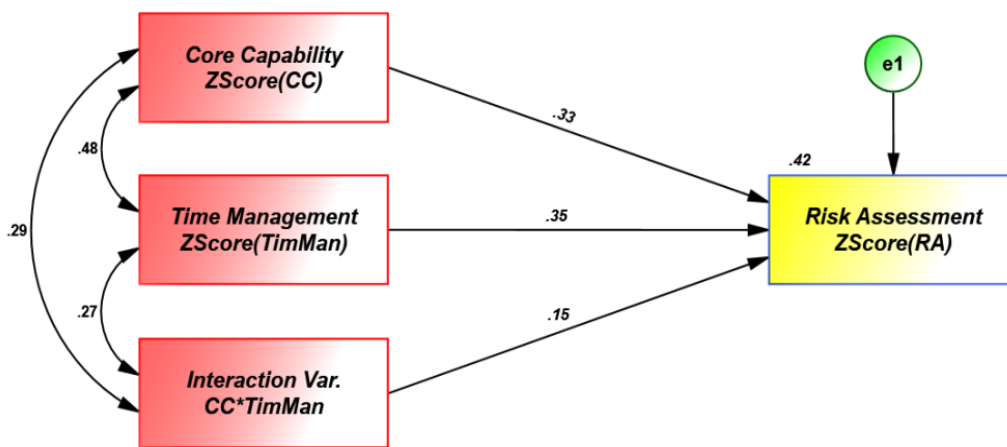 Core Capability
ZScore(CC)
e1
.33
.48
.42
Time Management
ZScore(TimMan)
.35
Risk Assessment
ZScore(RA)
.29
.27
.15
Interaction Var.
CC*TimMan